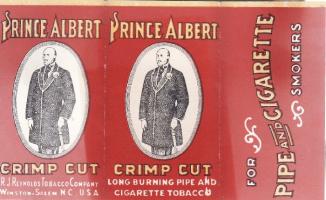 PRINCE ALBERT
CRIMP CUT
R.J. REYNOLDS TOBACCO COMPANY
WINSTON-SALEM N.C. U.S.A
PRINCE ALBERT
CRIMP CUT
LONG BURNING PIPE AND
CIGARETTE TOBACCO
FOR
PIPE AND CIGARETTE
SMOKERS